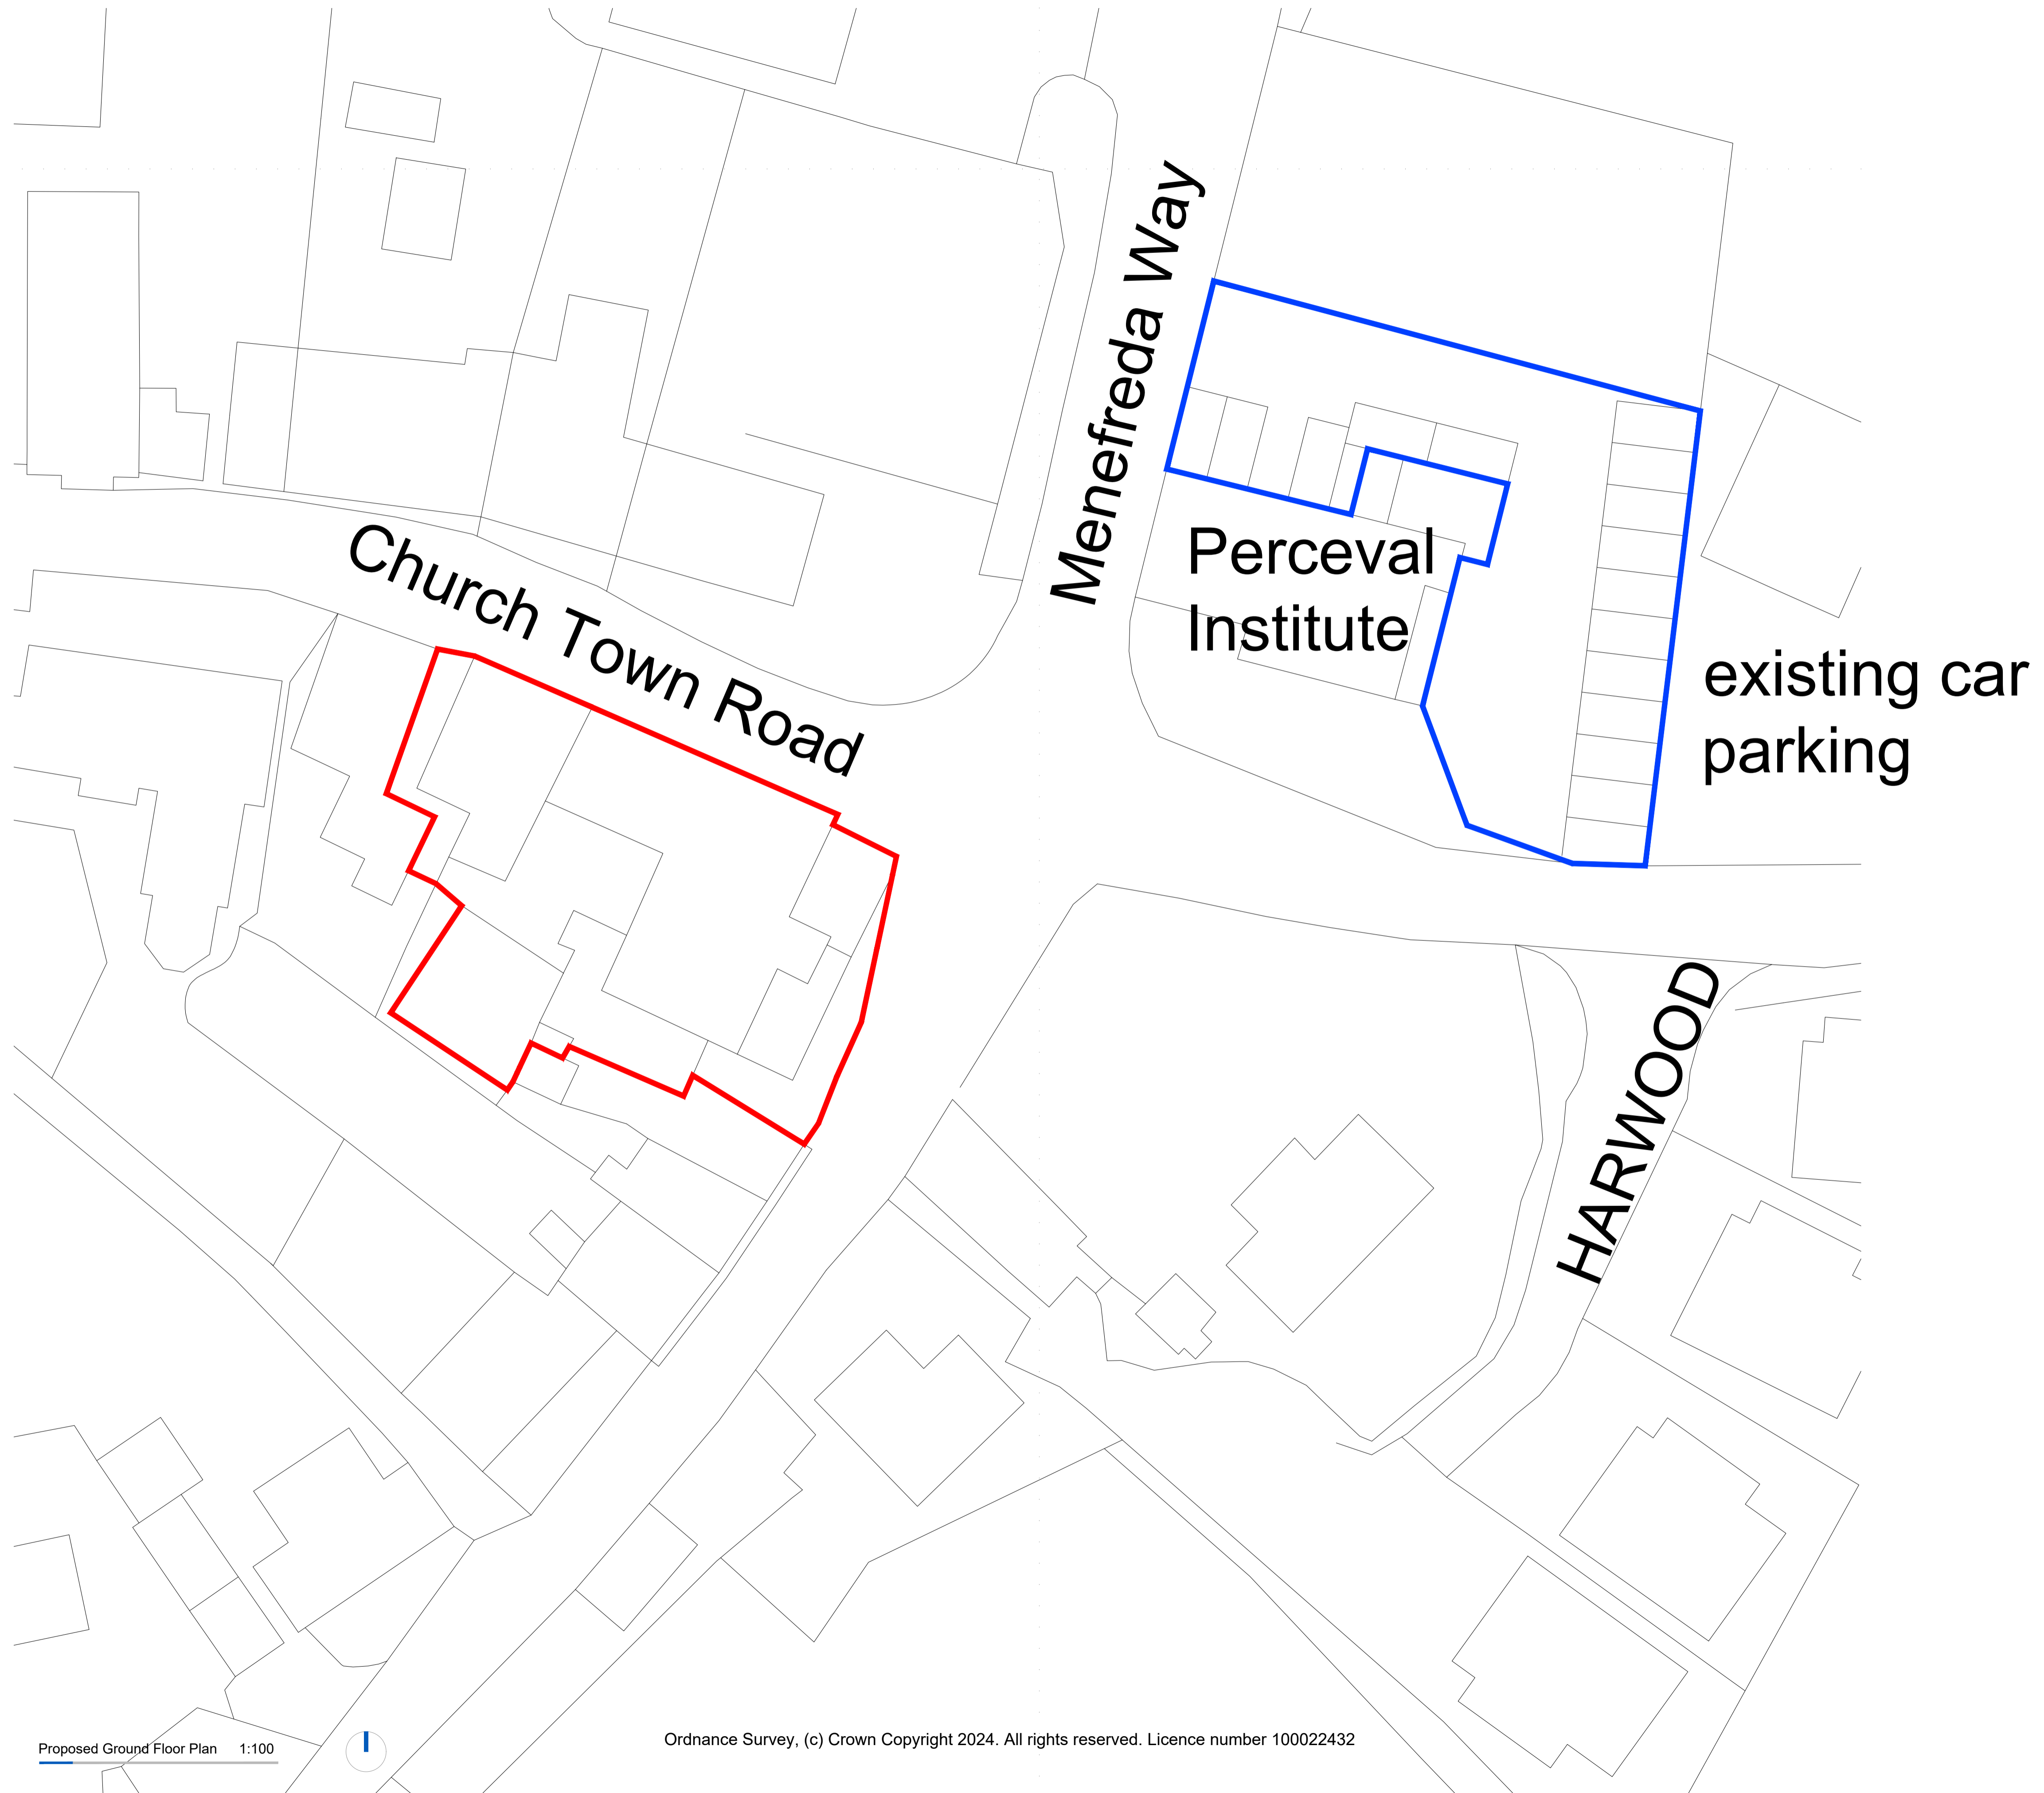 Menefreda Way
Church Town Road
Perceval
Institute
existing car
parking
HARWOOD
Proposed Ground Floor Plan 1:100
Ordnance Survey, (c) Crown Copyright 2024. All rights reserved. Licence number 100022432